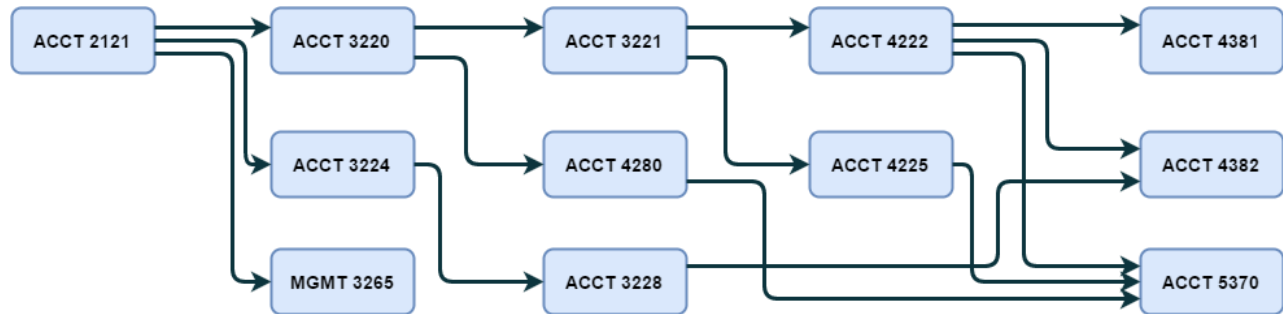 ACCT 2121
ACCT 3220
ACCT 3221
ACCT 4222
ACCT 4381
ACCT 3224
ACCT 4280
ACCT 4225
ACCT 4382
MGMT 3265
ACCT 3228
ACCT 5370